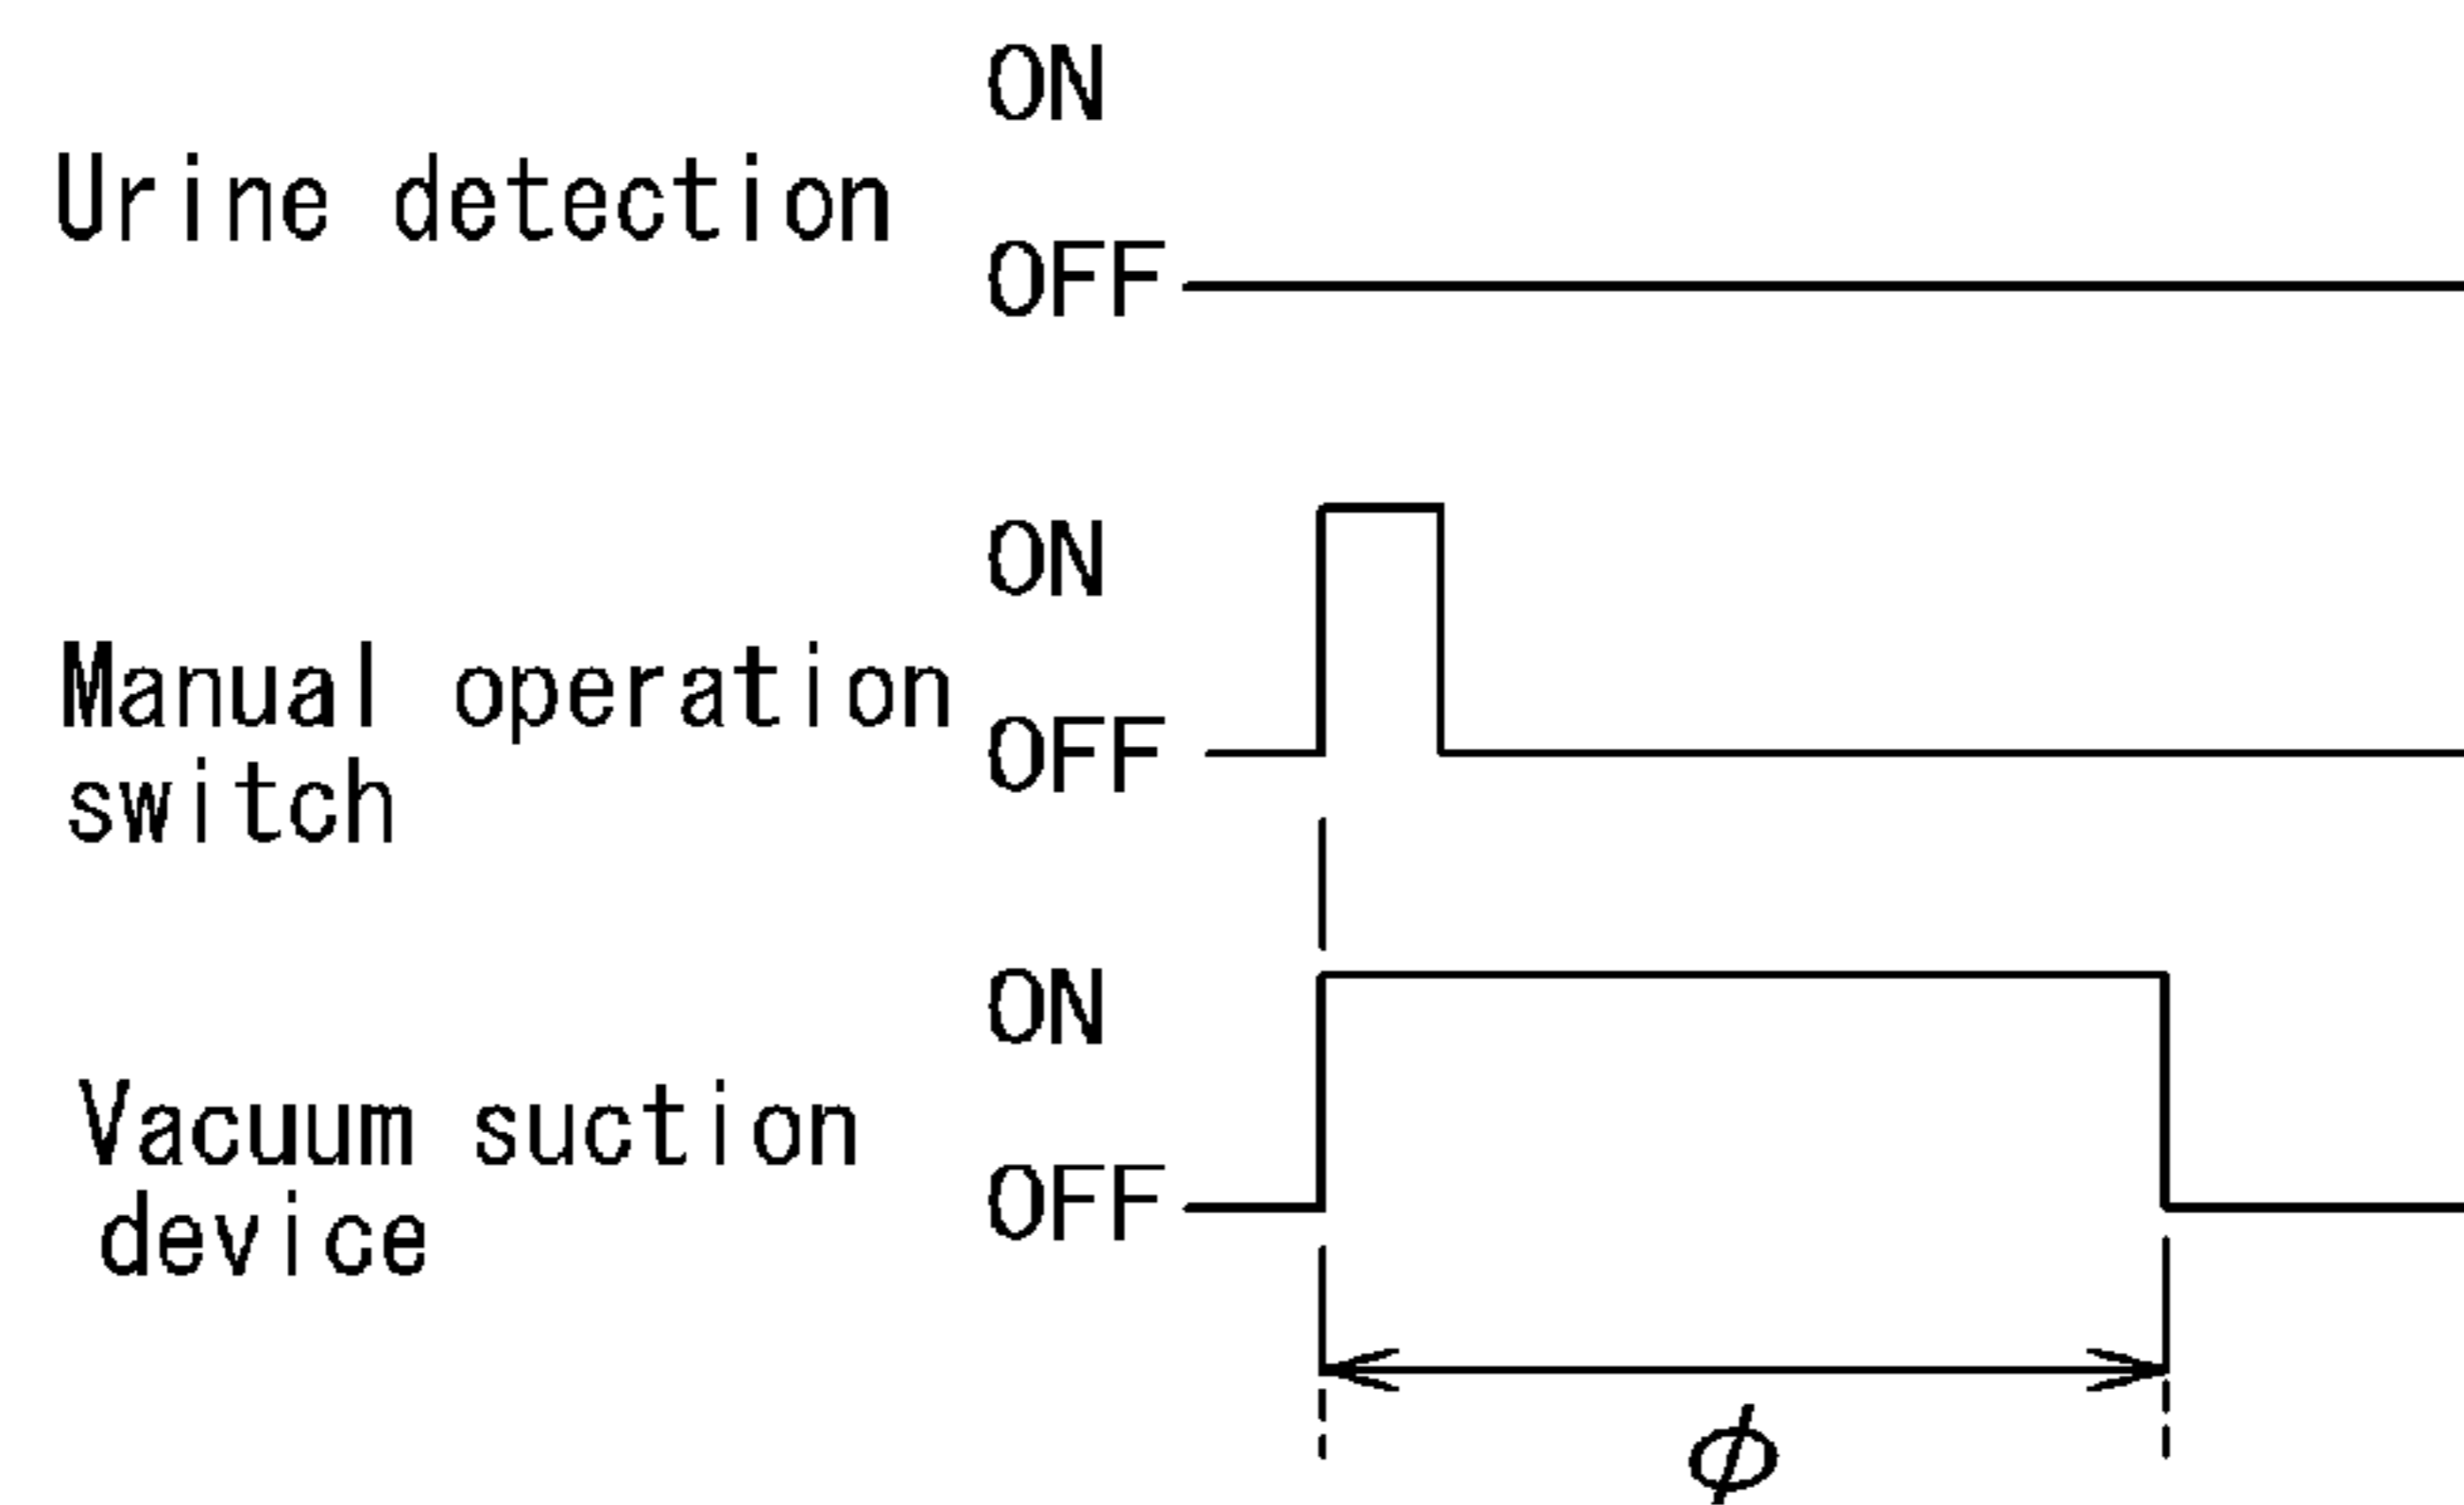 ON
Urine detection
OFF
ON
Manual operation
OFF
switch
ON
Vacuum suction
OFF
device
ϕ